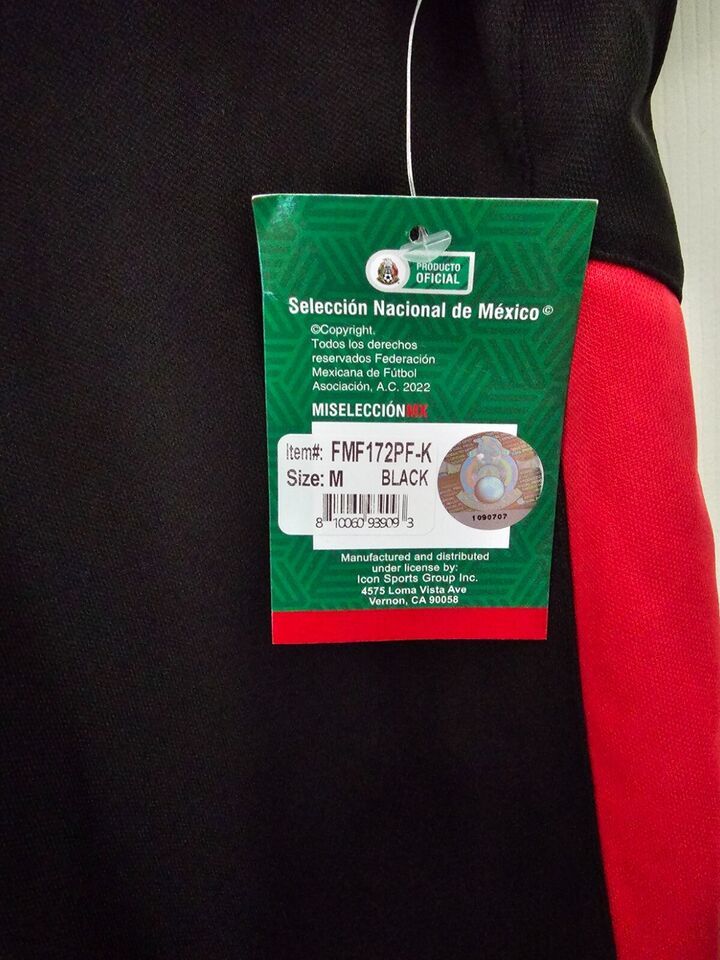 PRODUCTO
OFICIAL
Selección Nacional de México©
©Copyright.
Todos los derechos
reservados Federación
Mexicana de Fútbol
Asociación, A.C. 2022
MISELECCIÓNMX
Item#: FMF172PF-K
Size: M BLACK
8 10060 93909 3
1090707
Manufactured and distributed
under license by:
Icon Sports Group Inc.
4575 Loma Vista Ave
Vernon, CA 90058